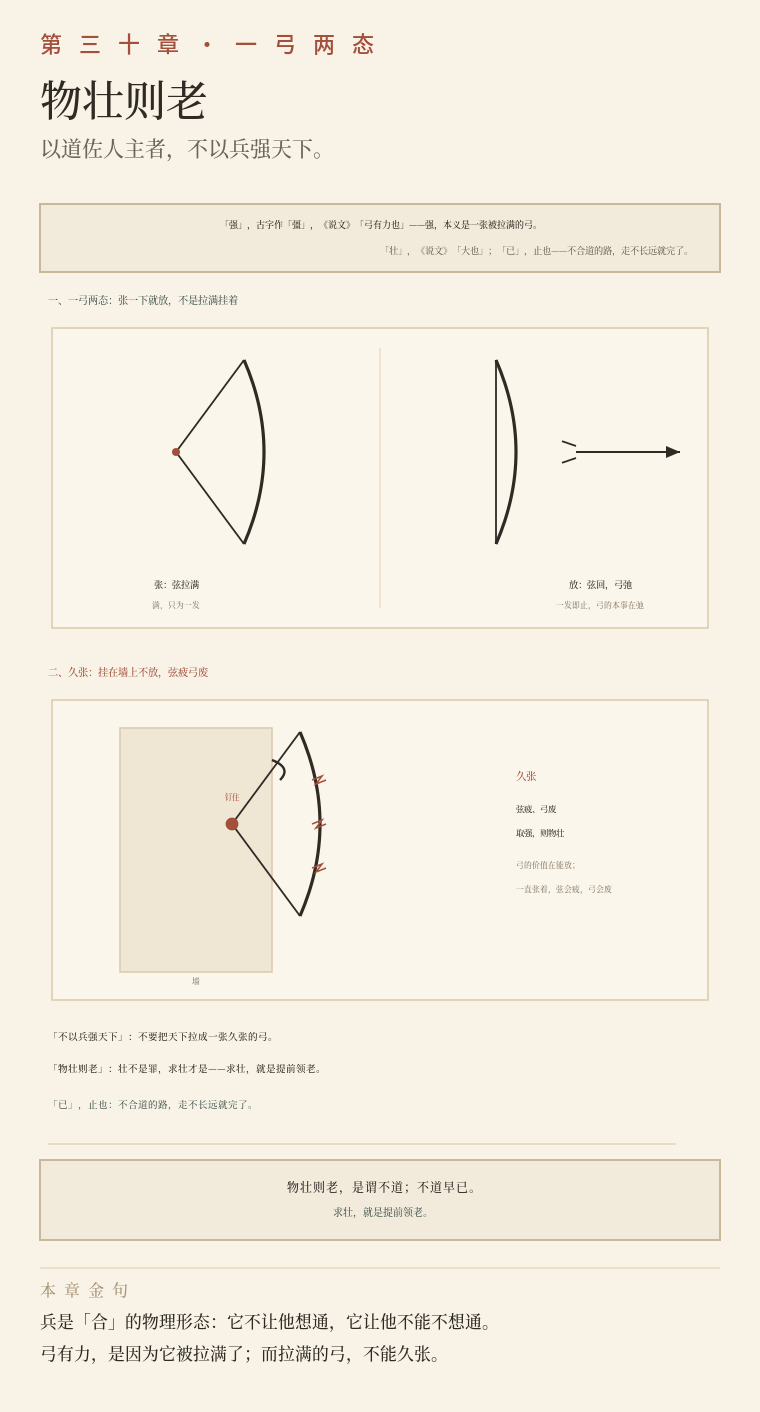 第三十章·一弓两态
物壮则老
以道佐人主者，不以兵强天下。
「强」，古字作「彊」，《说文》「弓有力也」——强，本义是一张被拉满的弓。
「壮」，《说文》「大也」；「已」，止也——不合道的路，走不长远就完了。
一、一弓两态：张一下就放，不是拉满挂着
张：弦拉满
满，只为一发
放：弦回，弓弛
一发即止，弓的本事在弛
二、久张：挂在墙上不放，弦疲弓废
钉住
墙
久张
弦疲、弓废
取强，则物壮
弓的价值在能放；
一直张着，弦会疲，弓会废
「不以兵强天下」：不要把天下拉成一张久张的弓。
「物壮则老」：壮不是罪，求壮才是——求壮，就是提前领老。
「已」，止也：不合道的路，走不长远就完了。
物壮则老，是谓不道；不道早已。
求壮，就是提前领老。
本章金句
兵是「合」的物理形态：它不让他想通，它让他不能不想通。
弓有力，是因为它被拉满了；而拉满的弓，不能久张。